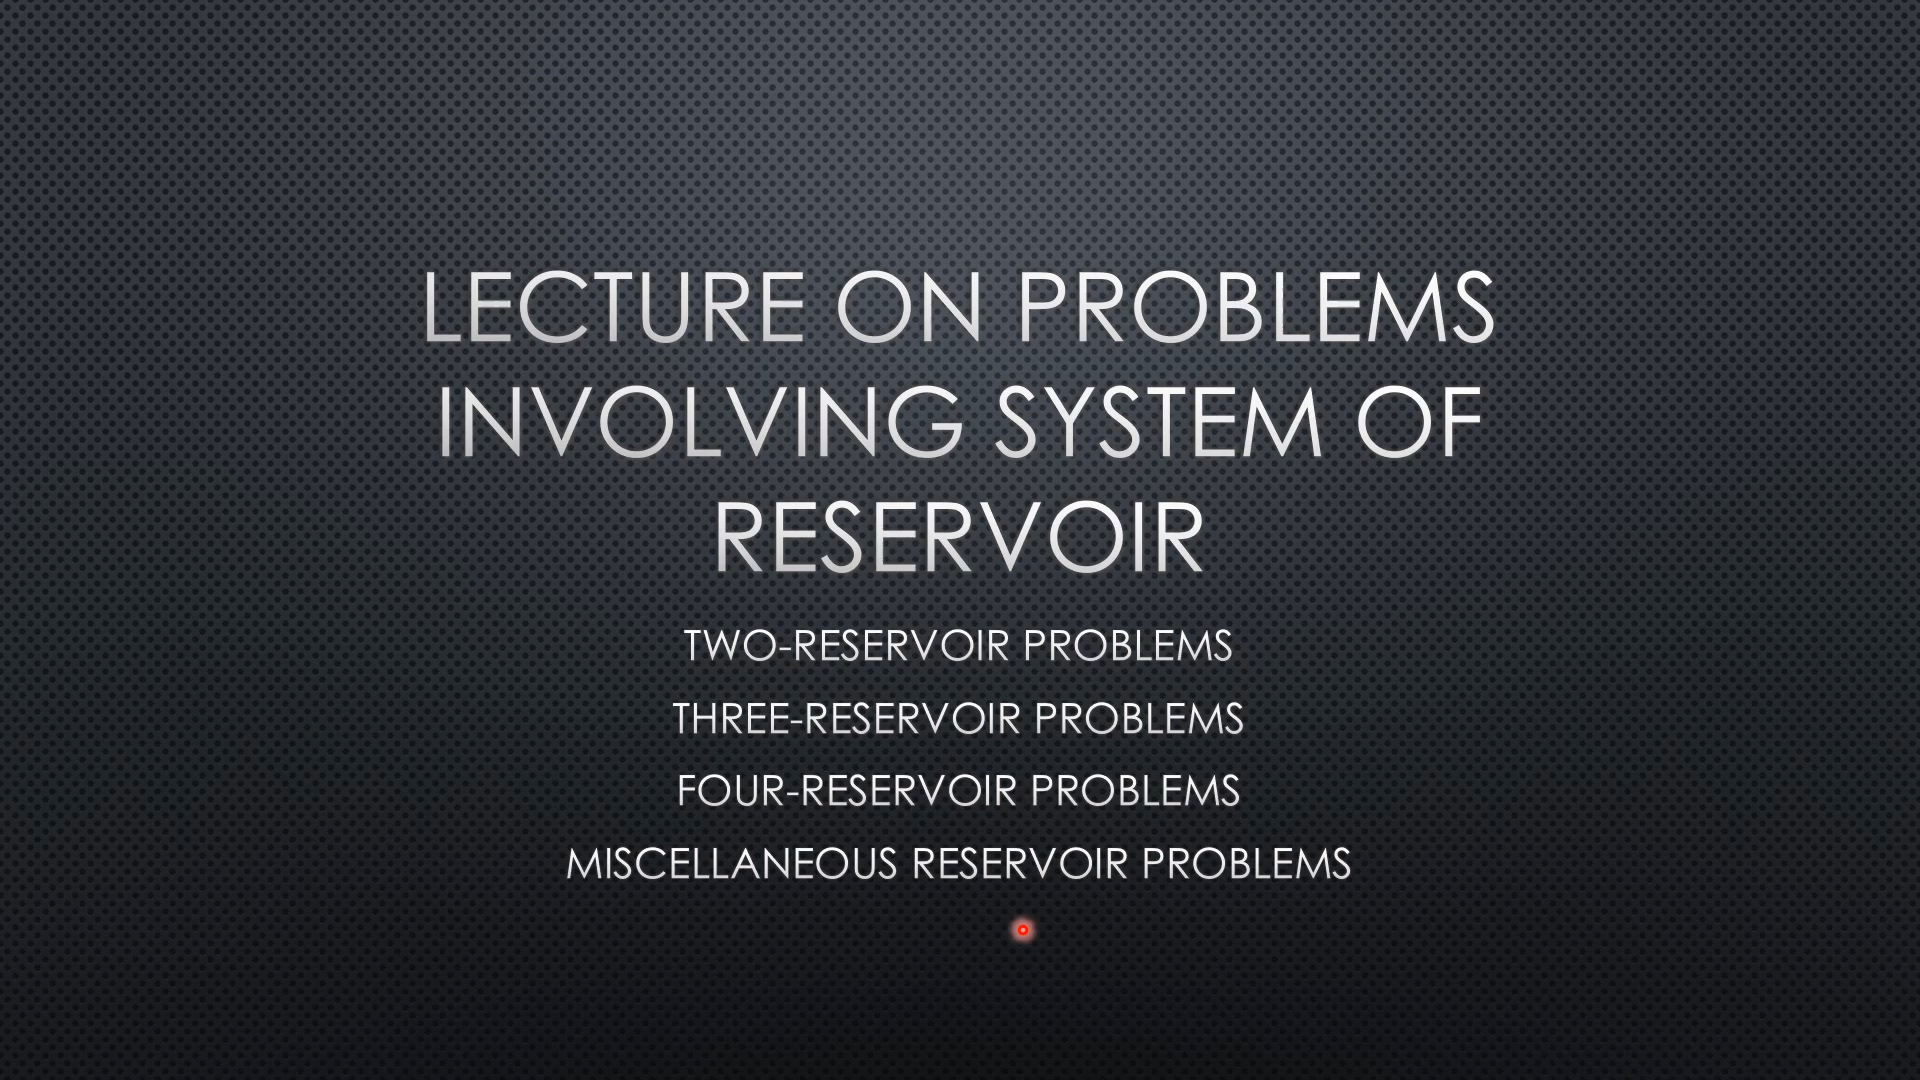 LECTURE ON PROBLEMS
INVOLVING SYSTEM OF
RESERVOIR
TWO-RESERVOIR PROBLEMS
THREE-RESERVOIR PROBLEMS
FOUR-RESERVOIR PROBLEMS
MISCELLANEOUS RESERVOIR PROBLEMS